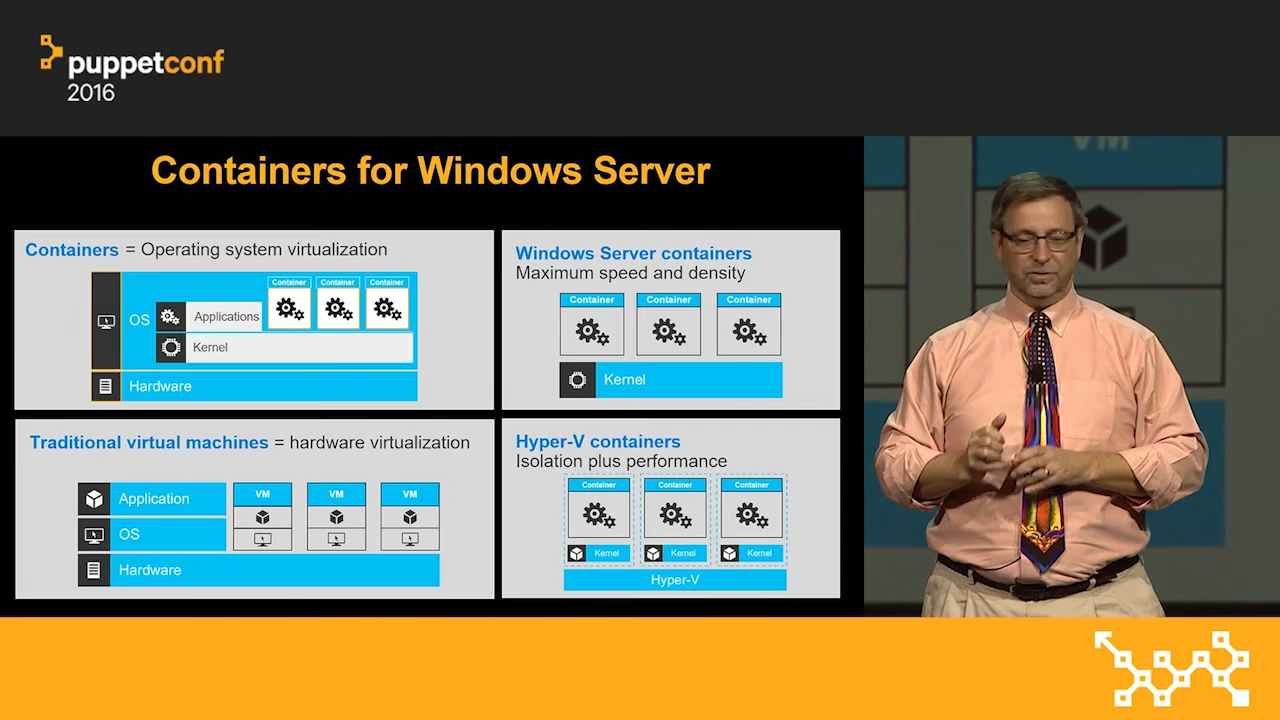 puppetconf
2016
Containers for Windows Server
Containers = Operating system virtualization
Container Container Container
OS
Applications
Kernel
Hardware
Windows Server containers
Maximum speed and density
Container Container Container
Kernel
Traditional virtual machines = hardware virtualization
Application
VM VM VM
OS
Hardware
Hyper-V containers
Isolation plus performance
Container Container Container
Kernel Kernel Kernel
Hyper-V
VM